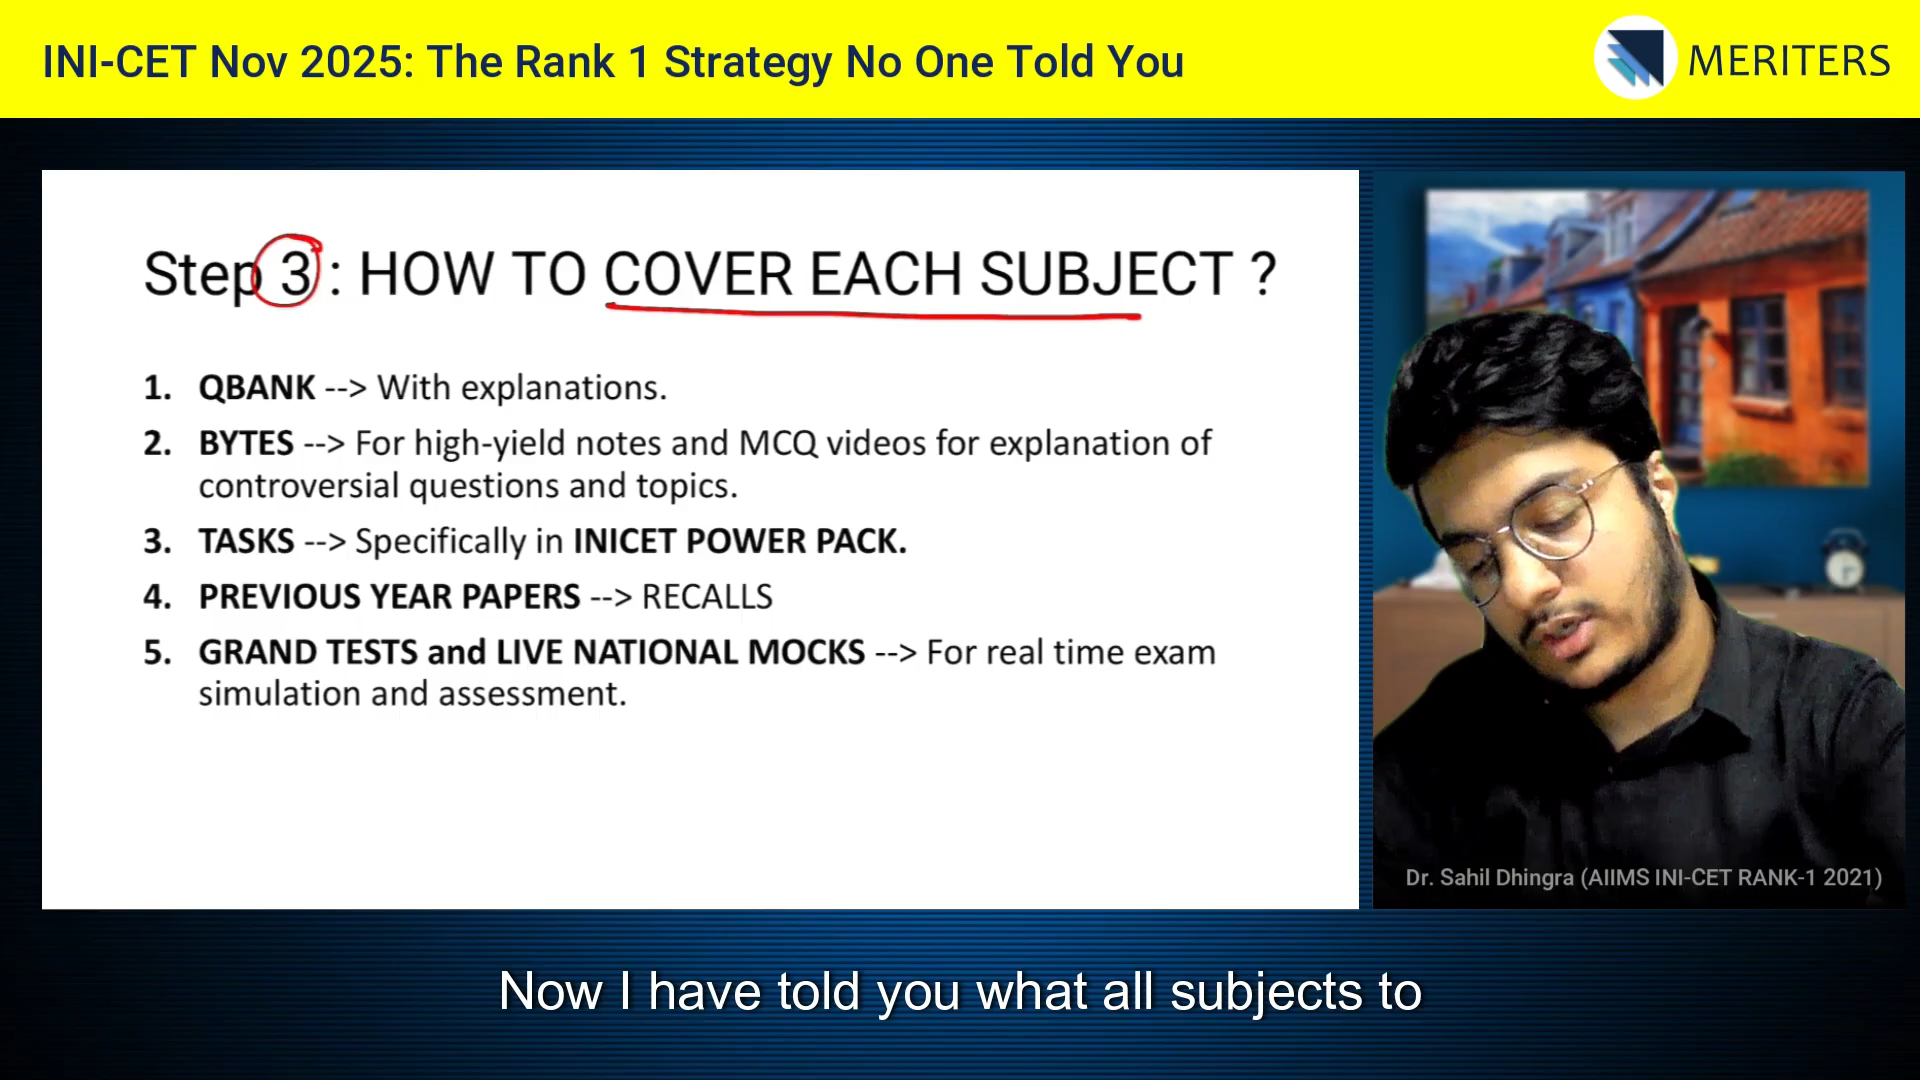 INI-CET Nov 2025: The Rank 1 Strategy No One Told You
MERITERS
Step 3 : HOW TO COVER EACH SUBJECT ?
1. QBANK --> With explanations.
2. BYTES --> For high-yield notes and MCQ videos for explanation of
controversial questions and topics.
3. TASKS --> Specifically in INICET POWER PACK.
4. PREVIOUS YEAR PAPERS --> RECALLS
5. GRAND TESTS and LIVE NATIONAL MOCKS --> For real time exam
simulation and assessment.
Dr. Sahil Dhingra (AIIMS INI-CET RANK-1 2021)
Now I have told you what all subjects to